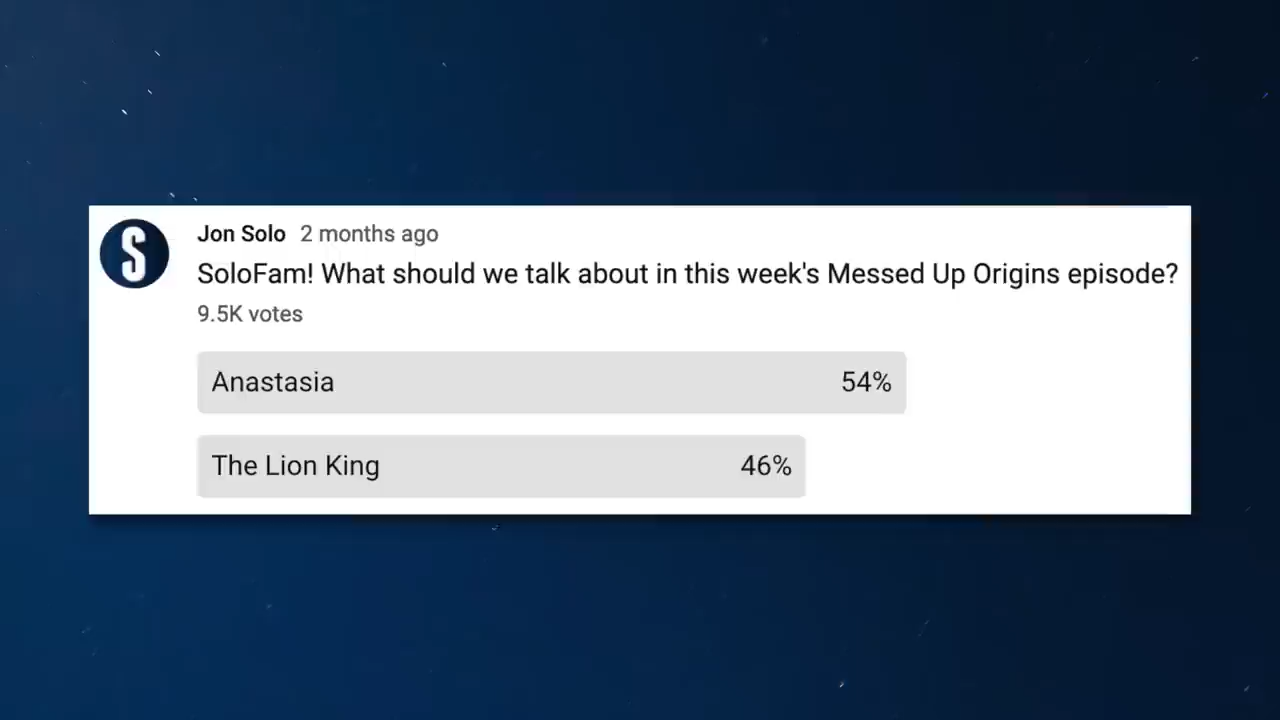 S
Jon Solo 2 months ago
SoloFam! What should we talk about in this week's Messed Up Origins episode?
9.5K votes
Anastasia 54%
The Lion King 46%